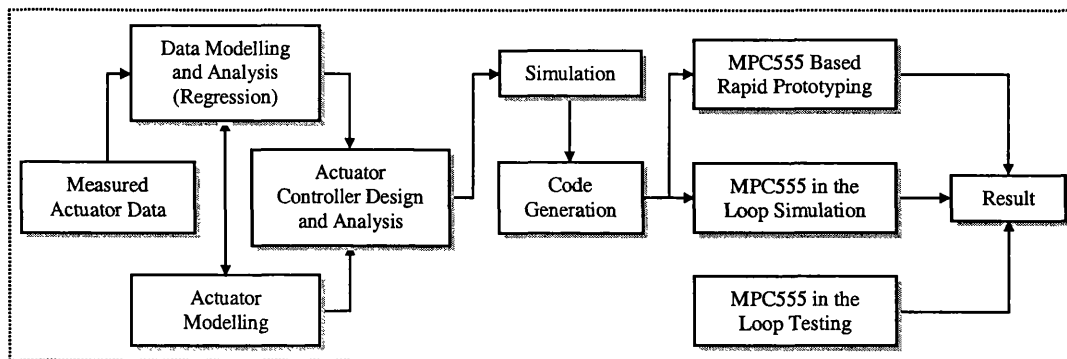 Data Modelling
and Analysis
(Regression)
Measured
Actuator Data
Actuator
Modelling
Actuator
Controller Design
and Analysis
Simulation
Code
Generation
MPC555 Based
Rapid Prototyping
MPC555 in the
Loop Simulation
MPC555 in the
Loop Testing
Result